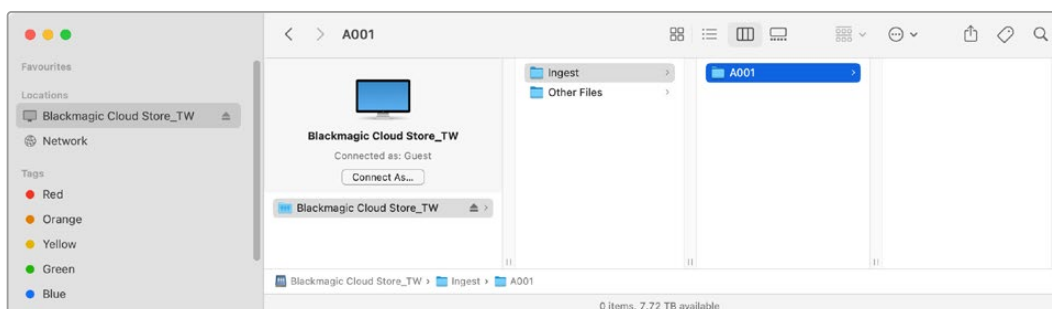 A001
Favourites
Locations
Blackmagic Cloud Store_TW
Network
Tags
Red
Orange
Yellow
Green
Blue
Blackmagic Cloud Store_TW
Connected as: Guest
Connect As...
Blackmagic Cloud Store_TW
Ingest
Other Files
A001
Blackmagic Cloud Store_TW › Ingest › A001
0 items, 7.72 TB available